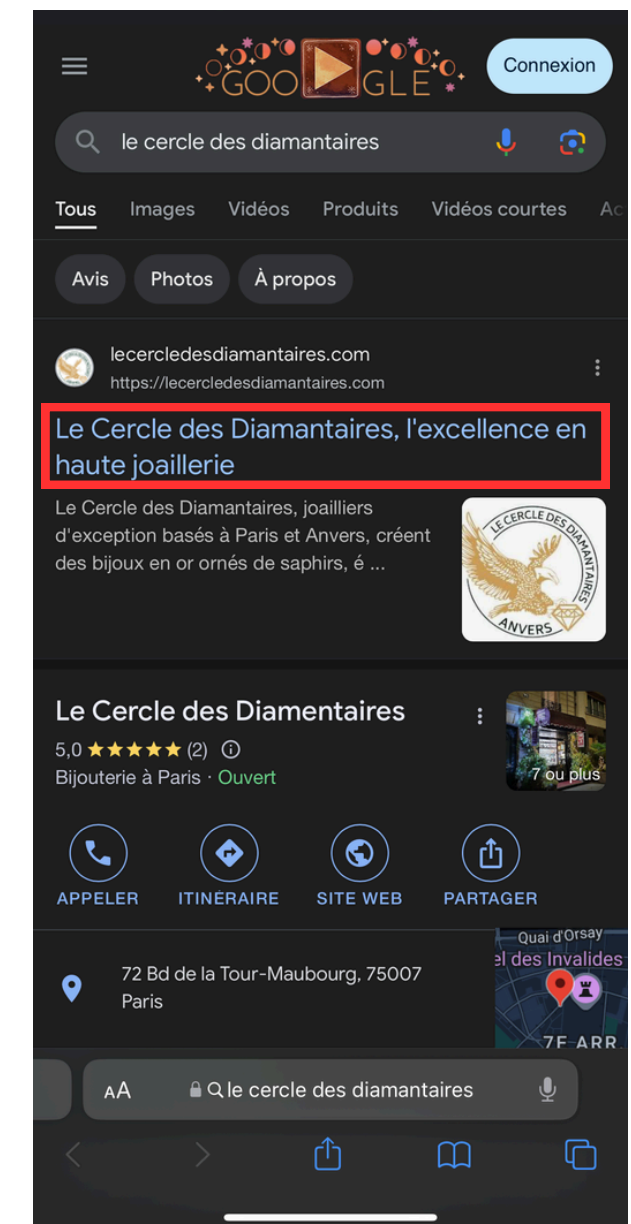 GOOGLE
Connexion
le cercle des diamantaires
Tous Images Vidéos Produits Vidéos courtes Ac
Avis Photos À propos
lecercledesdiamantaires.com
https://lecercledesdiamantaires.com
Le Cercle des Diamantaires, l'excellence en
haute joaillerie
Le Cercle des Diamantaires, joailliers
d'exception basés à Paris et Anvers, créent
des bijoux en or ornés de saphirs, é ...
LE CERCLE DES DIAMANTAIRES
ANVERS
Le Cercle des Diamentaires
5,0 ★★★★★ (2)
Bijouterie à Paris · Ouvert
7 ou plus
APPELER ITINÉRAIRE SITE WEB PARTAGER
72 Bd de la Tour-Maubourg, 75007
Paris
Quai d'Orsay
el des Invalides
7E ARR.
AA le cercle des diamantaires